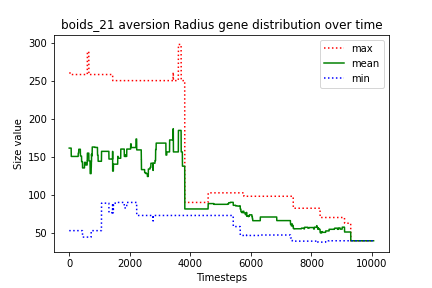 boids_21 aversion Radius gene distribution over time
max
mean
min
Size value
300
250
200
150
100
50
0
2000
4000
6000
8000
10000
Timesteps